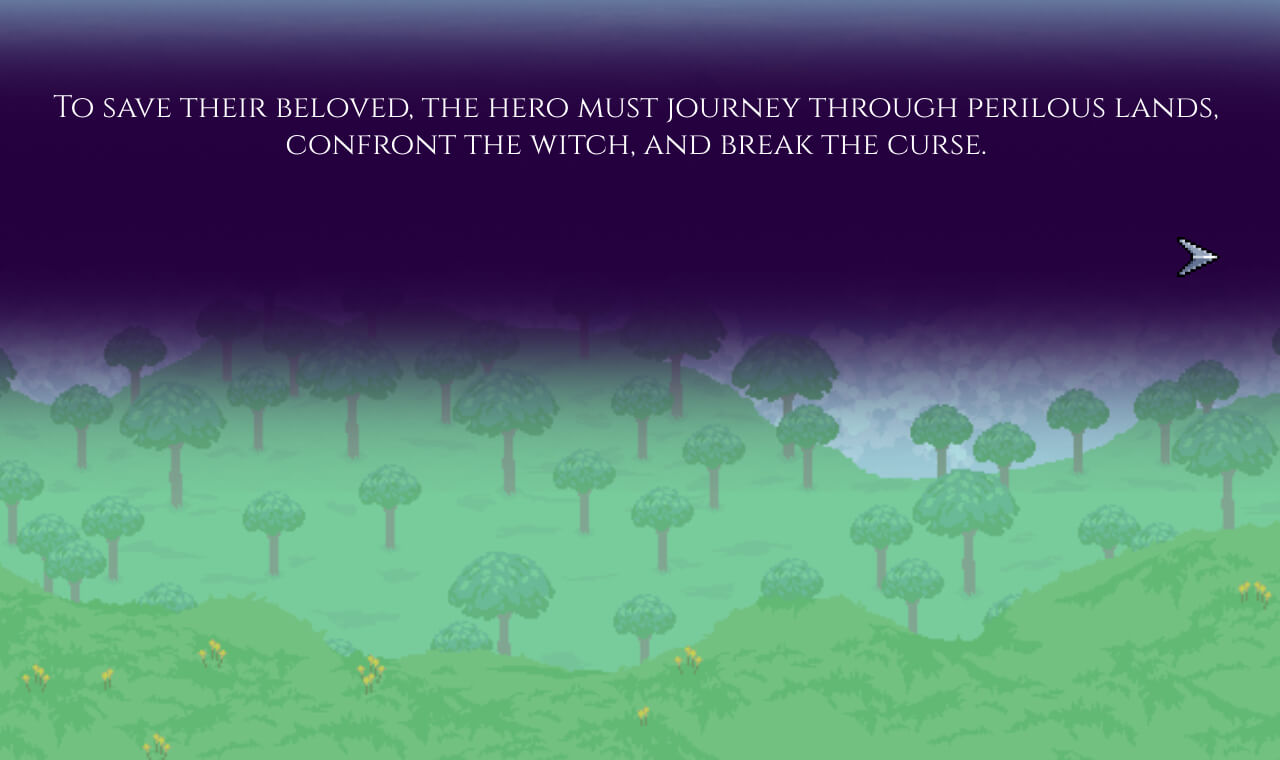 To save their beloved, the hero must journey through perilous lands,
confront the witch, and break the curse.